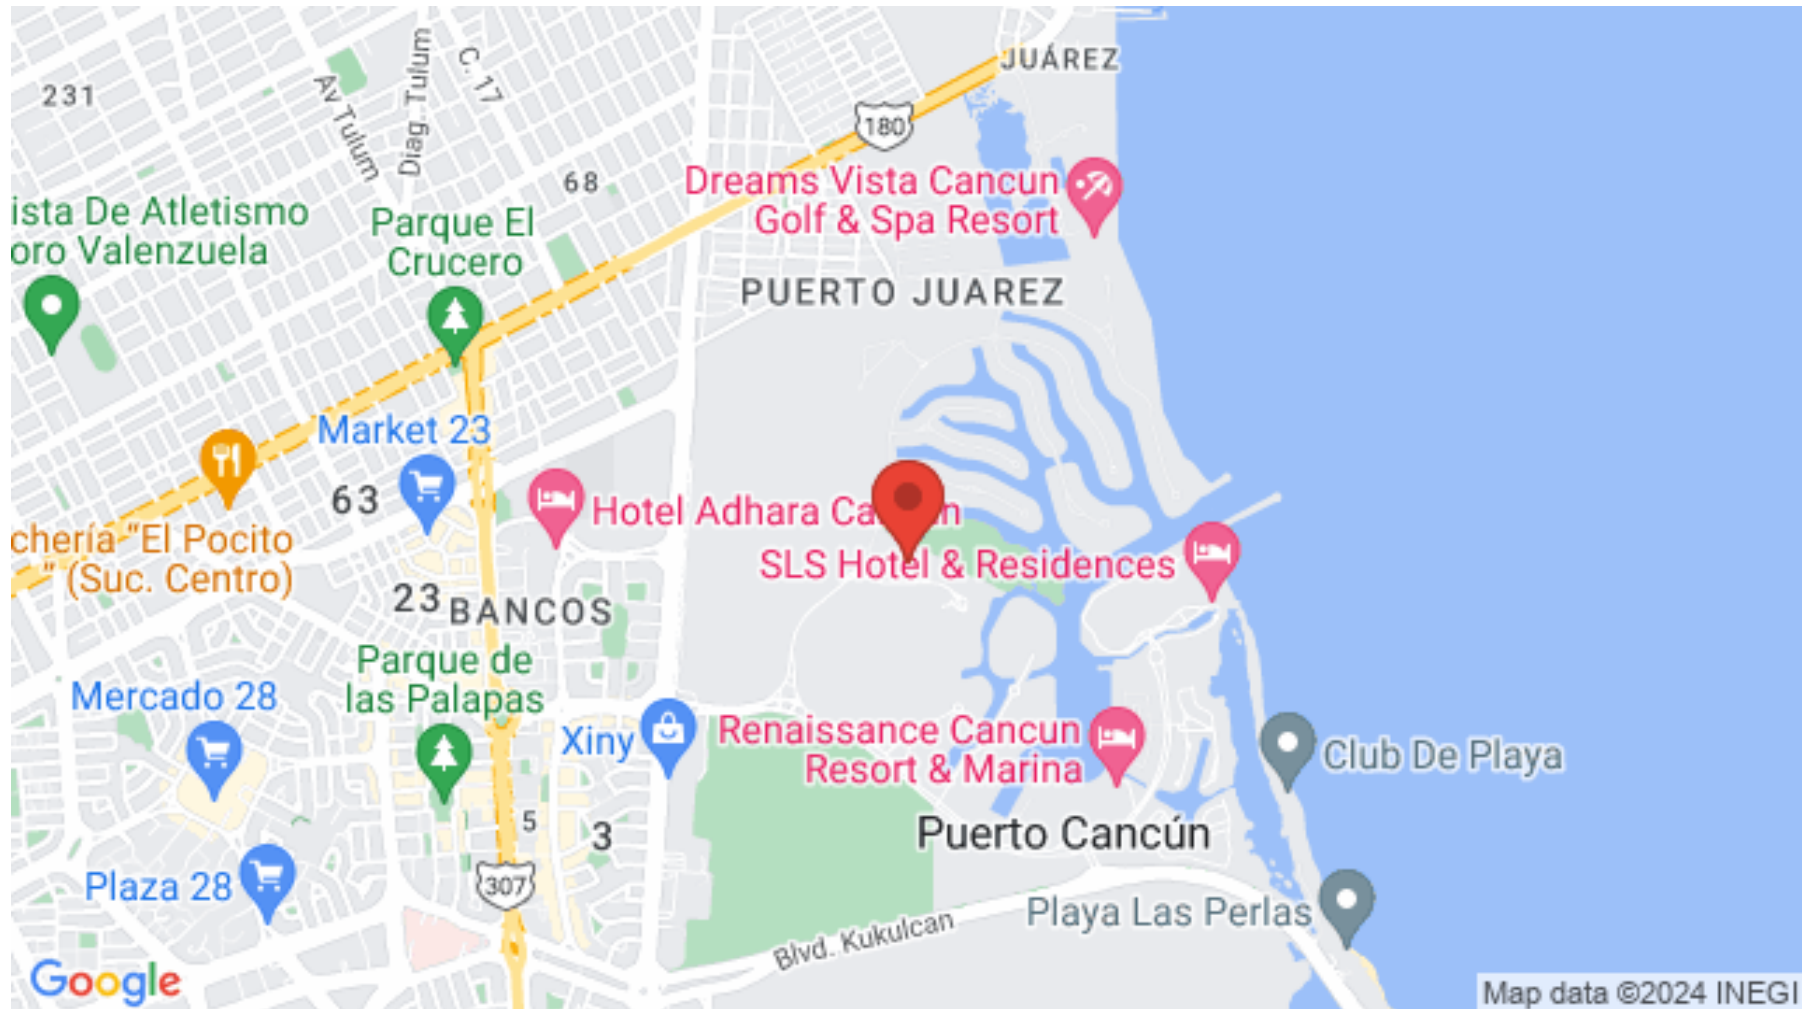 JUÁREZ
231
Av Tulum
Diag. Tulum
C. 17
180
68
Dreams Vista Cancun
Golf & Spa Resort
ista De Atletismo
oro Valenzuela
Parque El
Crucero
PUERTO JUAREZ
Market 23
63
Hotel Adhara
chería "El Pocito
" (Suc. Centro)
SLS Hotel & Residences
23
BANCOS
Parque de
las Palapas
Mercado 28
Xiny
Renaissance Cancun
Resort & Marina
Club De Playa
5
3
Puerto Cancún
Plaza 28
307
Playa Las Perlas
Blvd. Kukulcan
Google
Map data ©2024 INEGI